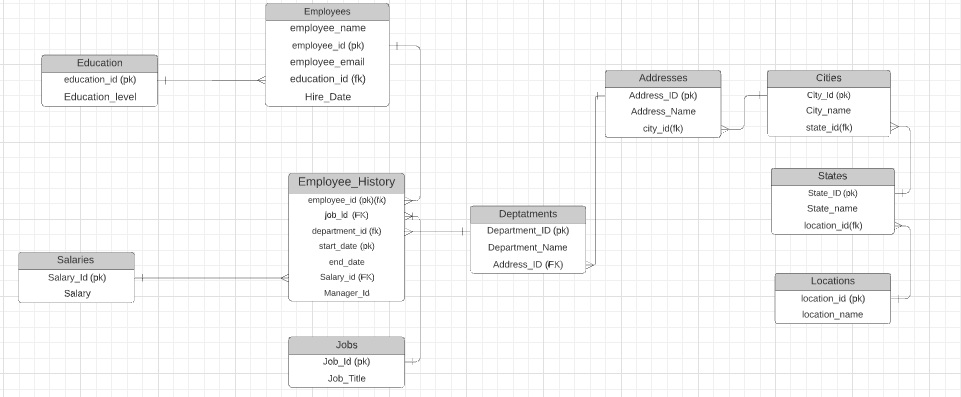 Employees
employee_name
employee_id (pk)
employee_email
education_id (fk)
Hire_Date
Education
education_id (pk)
Education_level
Addresses
Address_ID (pk)
Address_Name
city_id(fk)
Cities
City_Id (pk)
City_name
state_id(fk)
Employee_History
employee_id (pk)(fk)
job_Id (FK)
department_id (fk)
start_date (pk)
end_date
Salary_id (FK)
Manager_Id
States
State_ID (pk)
State_name
location_id(fk)
Deptatments
Department_ID (pk)
Department_Name
Address_ID (FK)
Salaries
Salary_Id (pk)
Salary
Locations
location_id (pk)
location_name
Jobs
Job_Id (pk)
Job_Title